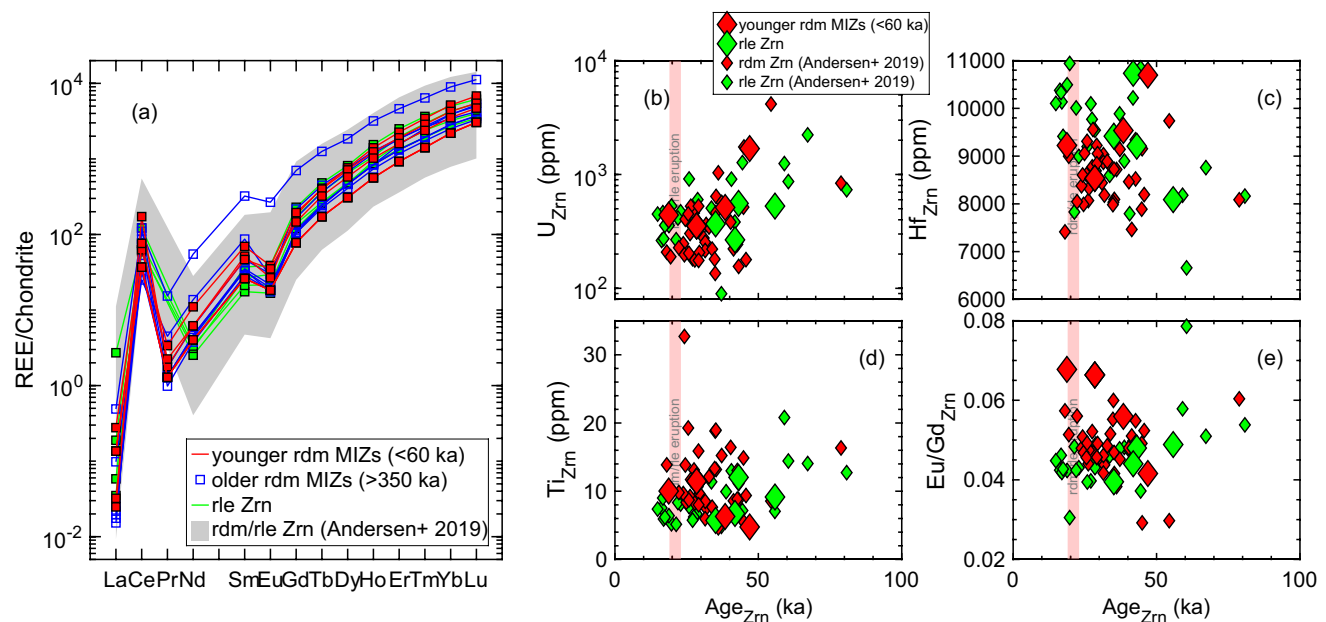 (a)
REE/Chondrite
10^4
10^2
10^0
10^-2
La Ce Pr Nd Sm Eu Gd Tb Dy Ho Er Tm Yb Lu
younger rdm MIZs (<60 ka)
older rdm MIZs (>350 ka)
rle Zrn
rdm/rle Zrn (Andersen+ 2019)
younger rdm MIZs (<60 ka)
rle Zrn
rdm Zrn (Andersen+ 2019)
rle Zrn (Andersen+ 2019)
(b)
U_Zrn (ppm)
10^4
10^3
10^2
(c)
Hf_Zrn (ppm)
11000
10000
9000
8000
7000
6000
(d)
Ti_Zrn (ppm)
30
20
10
0
rdm/rle eruption
0 50 100
Age_Zrn (ka)
(e)
Eu/Gd_Zrn
0.08
0.06
0.04
0.02
0 50 100
Age_Zrn (ka)